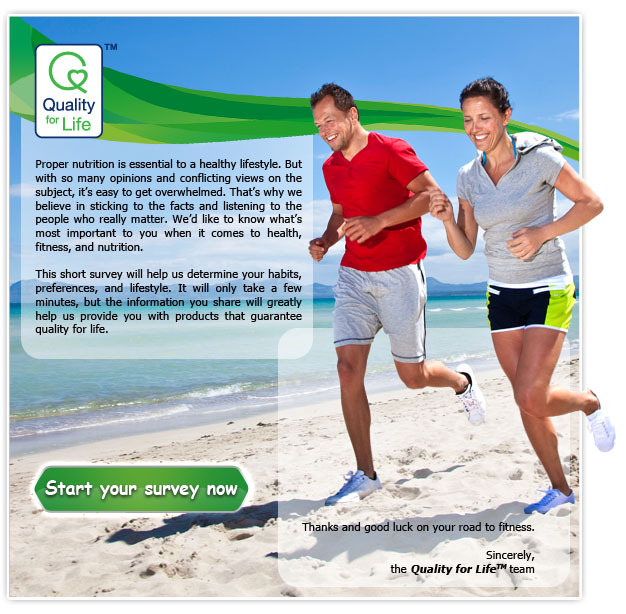 Quality
for
Life
TM
Proper nutrition is essential to a healthy lifestyle. But
with so many opinions and conflicting views on the
subject, it's easy to get overwhelmed. That's why we
believe in sticking to the facts and listening to the
people who really matter. We'd like to know what's
most important to you when it comes to health,
fitness, and nutrition.
This short survey will help us determine your habits,
preferences, and lifestyle. It will only take a few
minutes, but the information you share will greatly
help us provide you with products that guarantee
quality for life.
Start your survey now
Thanks and good luck on your road to fitness.
Sincerely,
the Quality for Life™ team